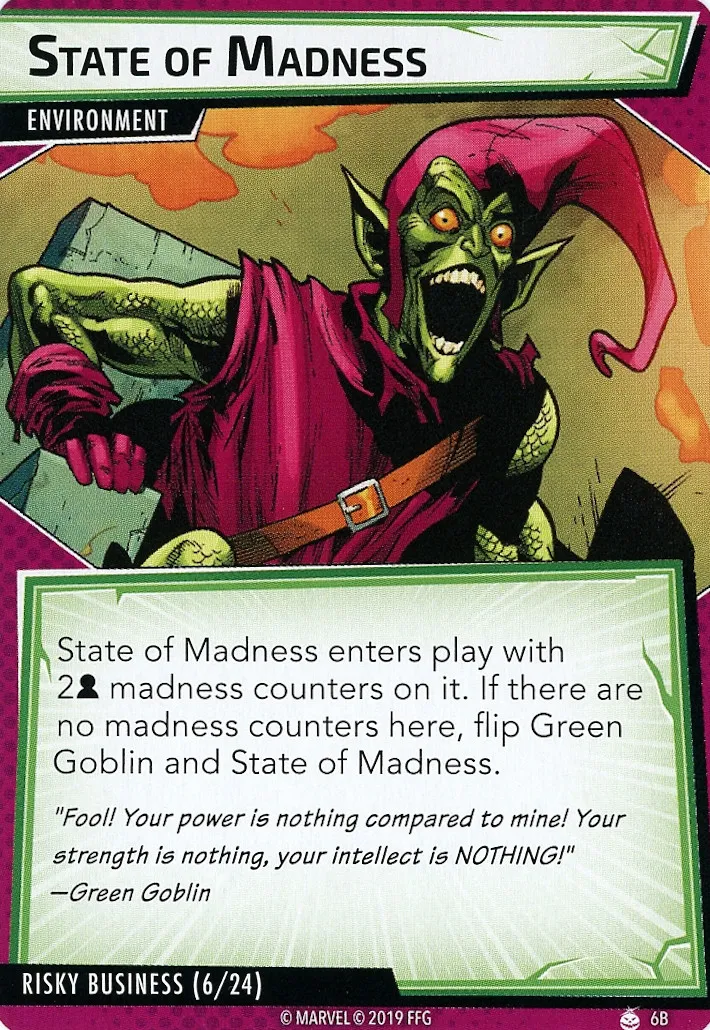 STATE OF MADNESS
ENVIRONMENT
State of Madness enters play with
2 madness counters on it. If there are
no madness counters here, flip Green
Goblin and State of Madness.
"Fool! Your power is nothing compared to mine! Your
strength is nothing, your intellect is NOTHING!"
—Green Goblin
RISKY BUSINESS (6/24)
© MARVEL © 2019 FFG
6B